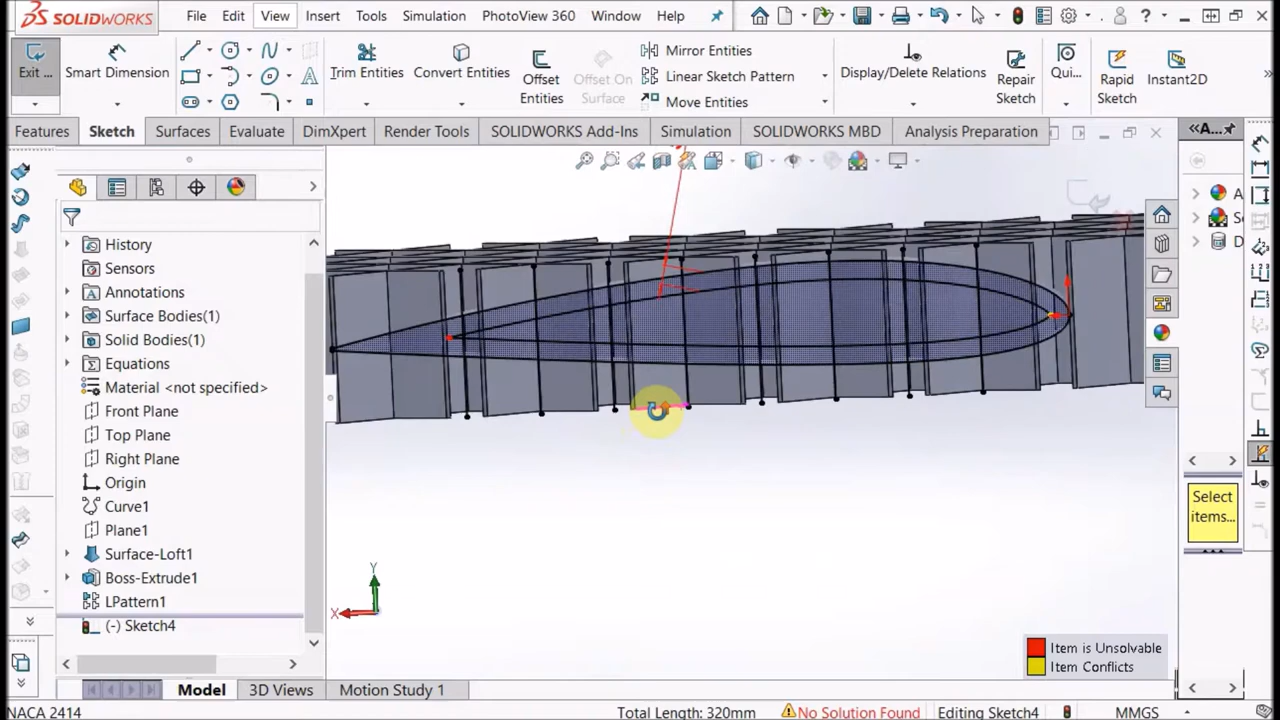 SOLIDWORKS File Edit View Insert Tools Simulation PhotoView 360 Window Help
Exit ... Smart Dimension Trim Entities Convert Entities Offset Entities Offset On Surface Mirror Entities Linear Sketch Pattern Move Entities Display/Delete Relations Repair Sketch Qui... Rapid Sketch Instant2D
Features Sketch Surfaces Evaluate DimXpert Render Tools SOLIDWORKS Add-Ins Simulation SOLIDWORKS MBD Analysis Preparation
«A...
History
Sensors
Annotations
Surface Bodies(1)
Solid Bodies(1)
Equations
Material <not specified>
Front Plane
Top Plane
Right Plane
Origin
Curve1
Plane1
Surface-Loft1
Boss-Extrude1
LPattern1
(-) Sketch4
A
S
D
Select items...
Y
X
Item is Unsolvable
Item Conflicts
Model 3D Views Motion Study 1
NACA 2414 Total Length: 320mm No Solution Found Editing Sketch4 MMGS